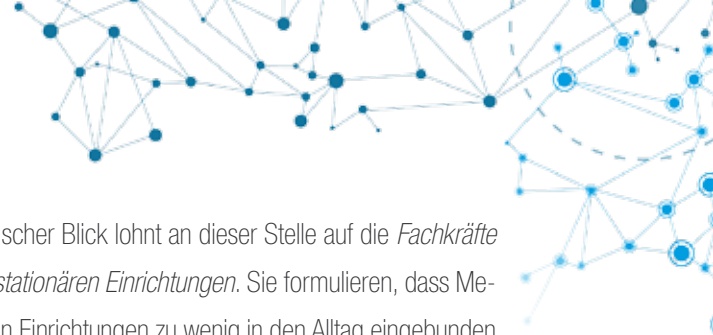 scher Blick lohnt an dieser Stelle auf die Fachkräfte
stationären Einrichtungen. Sie formulieren, dass Me-
n Einrichtungen zu wenig in den Alltag eingebunden